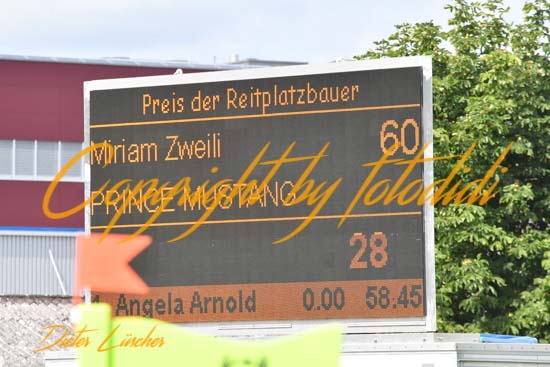 Preis der Reitplatzbauer
Miriam Zweili 60
PRINCE MUSTANG
Copyright by fotodidi
28
Angela Arnold 0.00 58.45
Dieter Lüscher